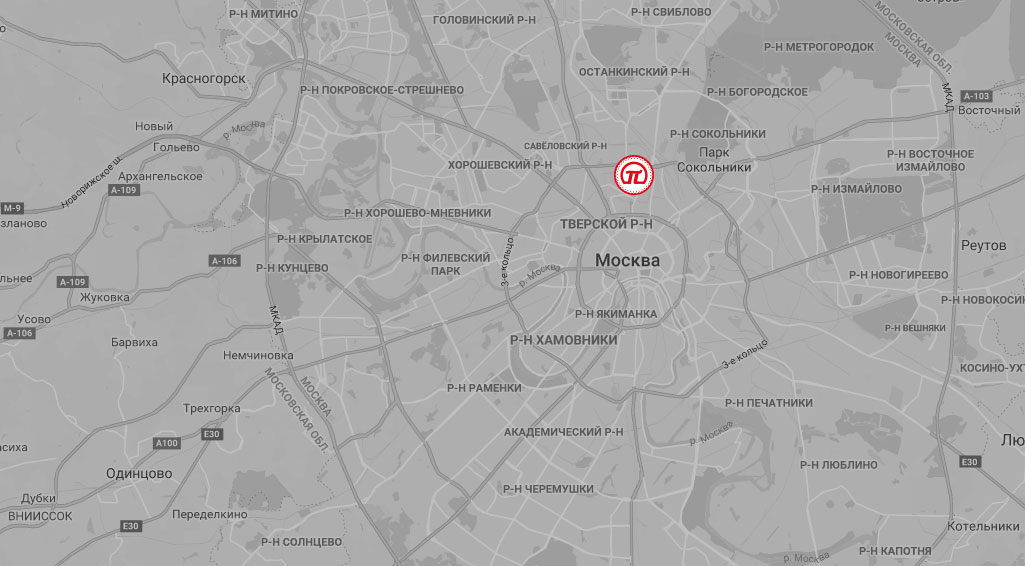 Р-Н МИТИНО
ГОЛОВИНСКИЙ Р-Н
Р-Н СВИБЛОВО
МОСКОВСКАЯ ОБЛ.
МОСКВА
Р-Н МЕТРОГОРОДОК
Красногорск
ОСТАНКИНСКИЙ Р-Н
Р-Н ПОКРОВСКОЕ-СТРЕШНЕВО
Р-Н БОГОРОДСКОЕ
МКАД
А-103
Восточный
Новый
р. Москва
Р-Н СОКОЛЬНИКИ
Гольево
САВЁЛОВСКИЙ Р-Н
Парк
Сокольники
Р-Н ВОСТОЧНОЕ
ИЗМАЙЛОВО
ХОРОШЕВСКИЙ Р-Н
Новорижское ш.
Архангельское
А-109
Р-Н ИЗМАЙЛОВО
М-9
зланово
Р-Н ХОРОШЕВО-МНЕВНИКИ
ТВЕРСКОЙ Р-Н
Р-Н КРЫЛАТСКОЕ
Реутов
3-е кольцо
Р-Н ФИЛЕВСКИЙ
ПАРК
Москва
А-106
Р-Н КУНЦЕВО
р. Москва
Р-Н НОВОГИРЕЕВО
льнее
А-109
Жуковка
Р-Н НОВОКОСИН
Усово
МКАД
Р-Н ЯКИМАНКА
Р-Н ВЕШНЯКИ
А-106
Барвиха
Р-Н ХАМОВНИКИ
3-е кольцо
Немчиновка
КОСИНО-УХТ
МОСКВА
МОСКОВСКАЯ ОБЛ.
Р-Н РАМЕНКИ
Трехгорка
Р-Н ПЕЧАТНИКИ
Е30
А100
АКАДЕМИЧЕСКИЙ Р-Н
р. Москва
Лю
асиха
Е30
Р-Н ЛЮБЛИНО
Одинцово
Р-Н ЧЕРЕМУШКИ
Дубки
ВНИИССОК
Переделкино
Е30
Котельники
Р-Н СОЛНЦЕВО
Р-Н КАПОТНЯ
р. Москва